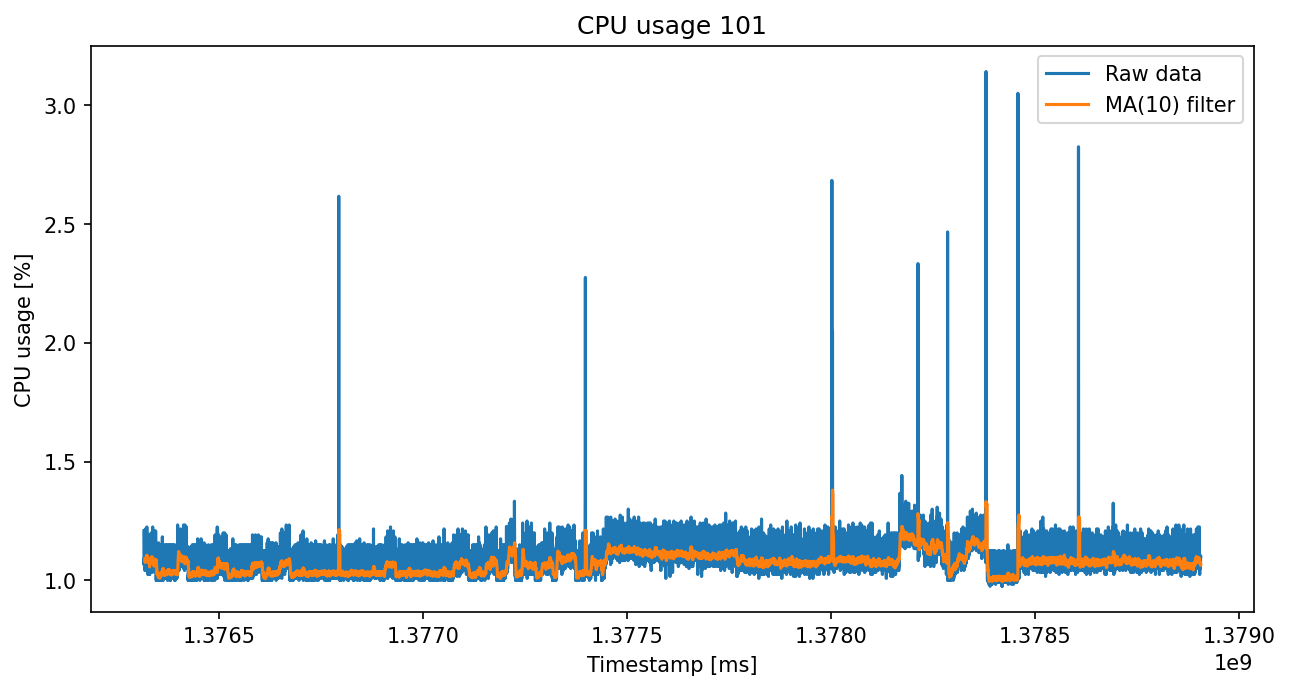 CPU usage 101
Raw data
MA(10) filter
CPU usage [%]
3.0
2.5
2.0
1.5
1.0
1.3765 1.3770 1.3775 1.3780 1.3785 1.3790
1e9
Timestamp [ms]